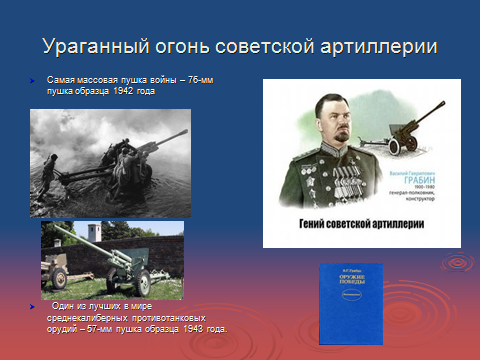 Ураганный огонь советской артиллерии
Самая массовая пушка войны – 76-мм
пушка образца 1942 года
Василий Гаврилович
ГРАБИН
1900-1980
генерал-полковник,
конструктор
Гений советской артиллерии
В.Г. Грабин
ОРУЖИЕ
ПОБЕДЫ
Один из лучших в мире
среднекалиберных противотанковых
орудий – 57-мм пушка образца 1943 года.